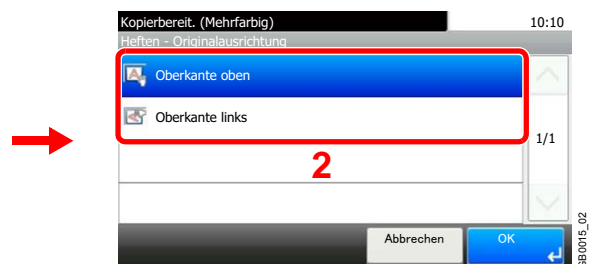 Kopierbereit. (Mehrfarbig) 10:10
Heften - Originalausrichtung
Oberkante oben
Oberkante links
1/1
2
Abbrechen OK
GB0015_02